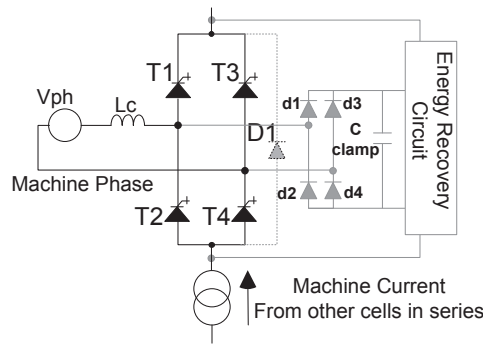 T1
T3
Vph
Lc
D1
d1
d3
C
clamp
Energy Recovery
Circuit
Machine Phase
T2
T4
d2
d4
Machine Current
From other cells in series